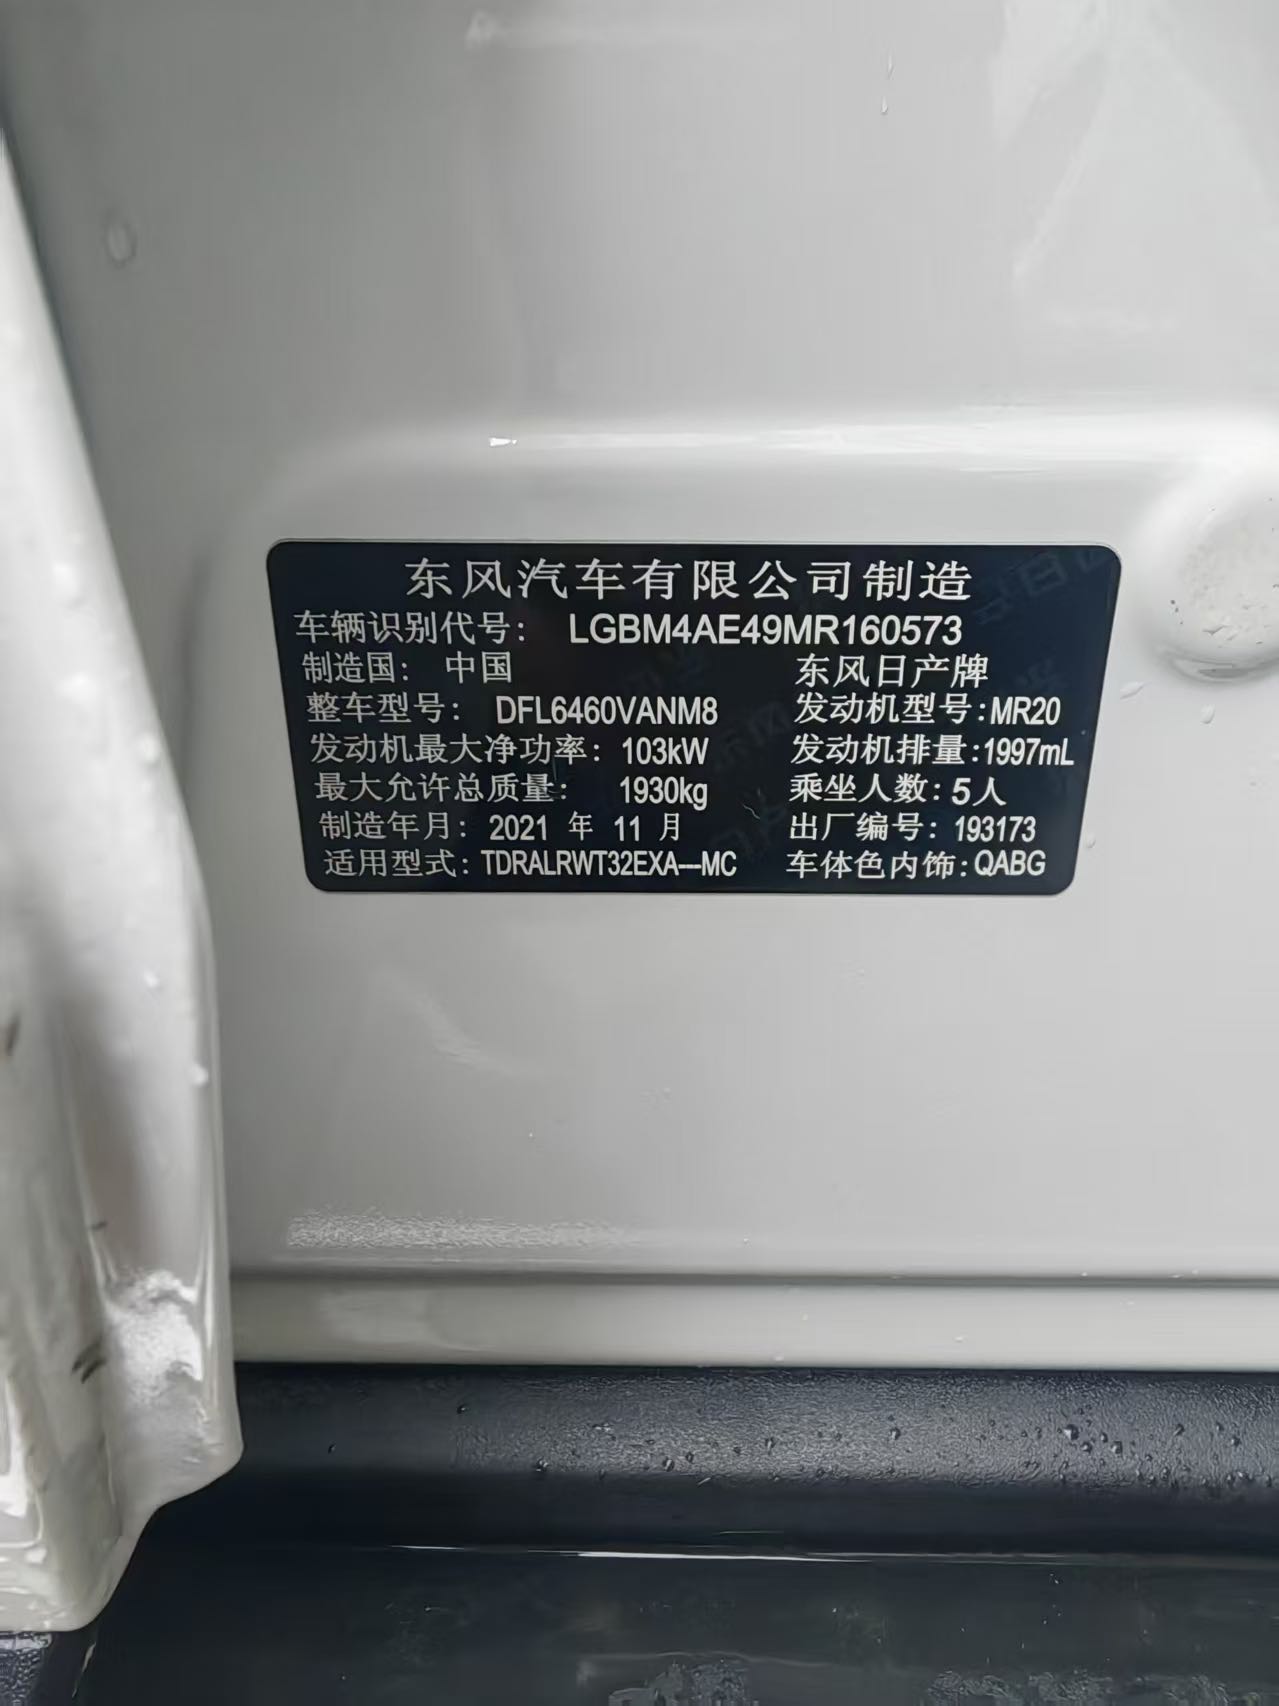 东风汽车有限公司制造
车辆识别代号： LGBM4AE49MR160573
制造国： 中国 东风日产牌
整车型号： DFL6460VANM8 发动机型号:MR20
发动机最大净功率：103kW 发动机排量:1997mL
最大允许总质量： 1930kg 乘坐人数：5人
制造年月： 2021 年 11 月 出厂编号：193173
适用型式：TDRALRWT32EXA---MC 车体色内饰:QABG